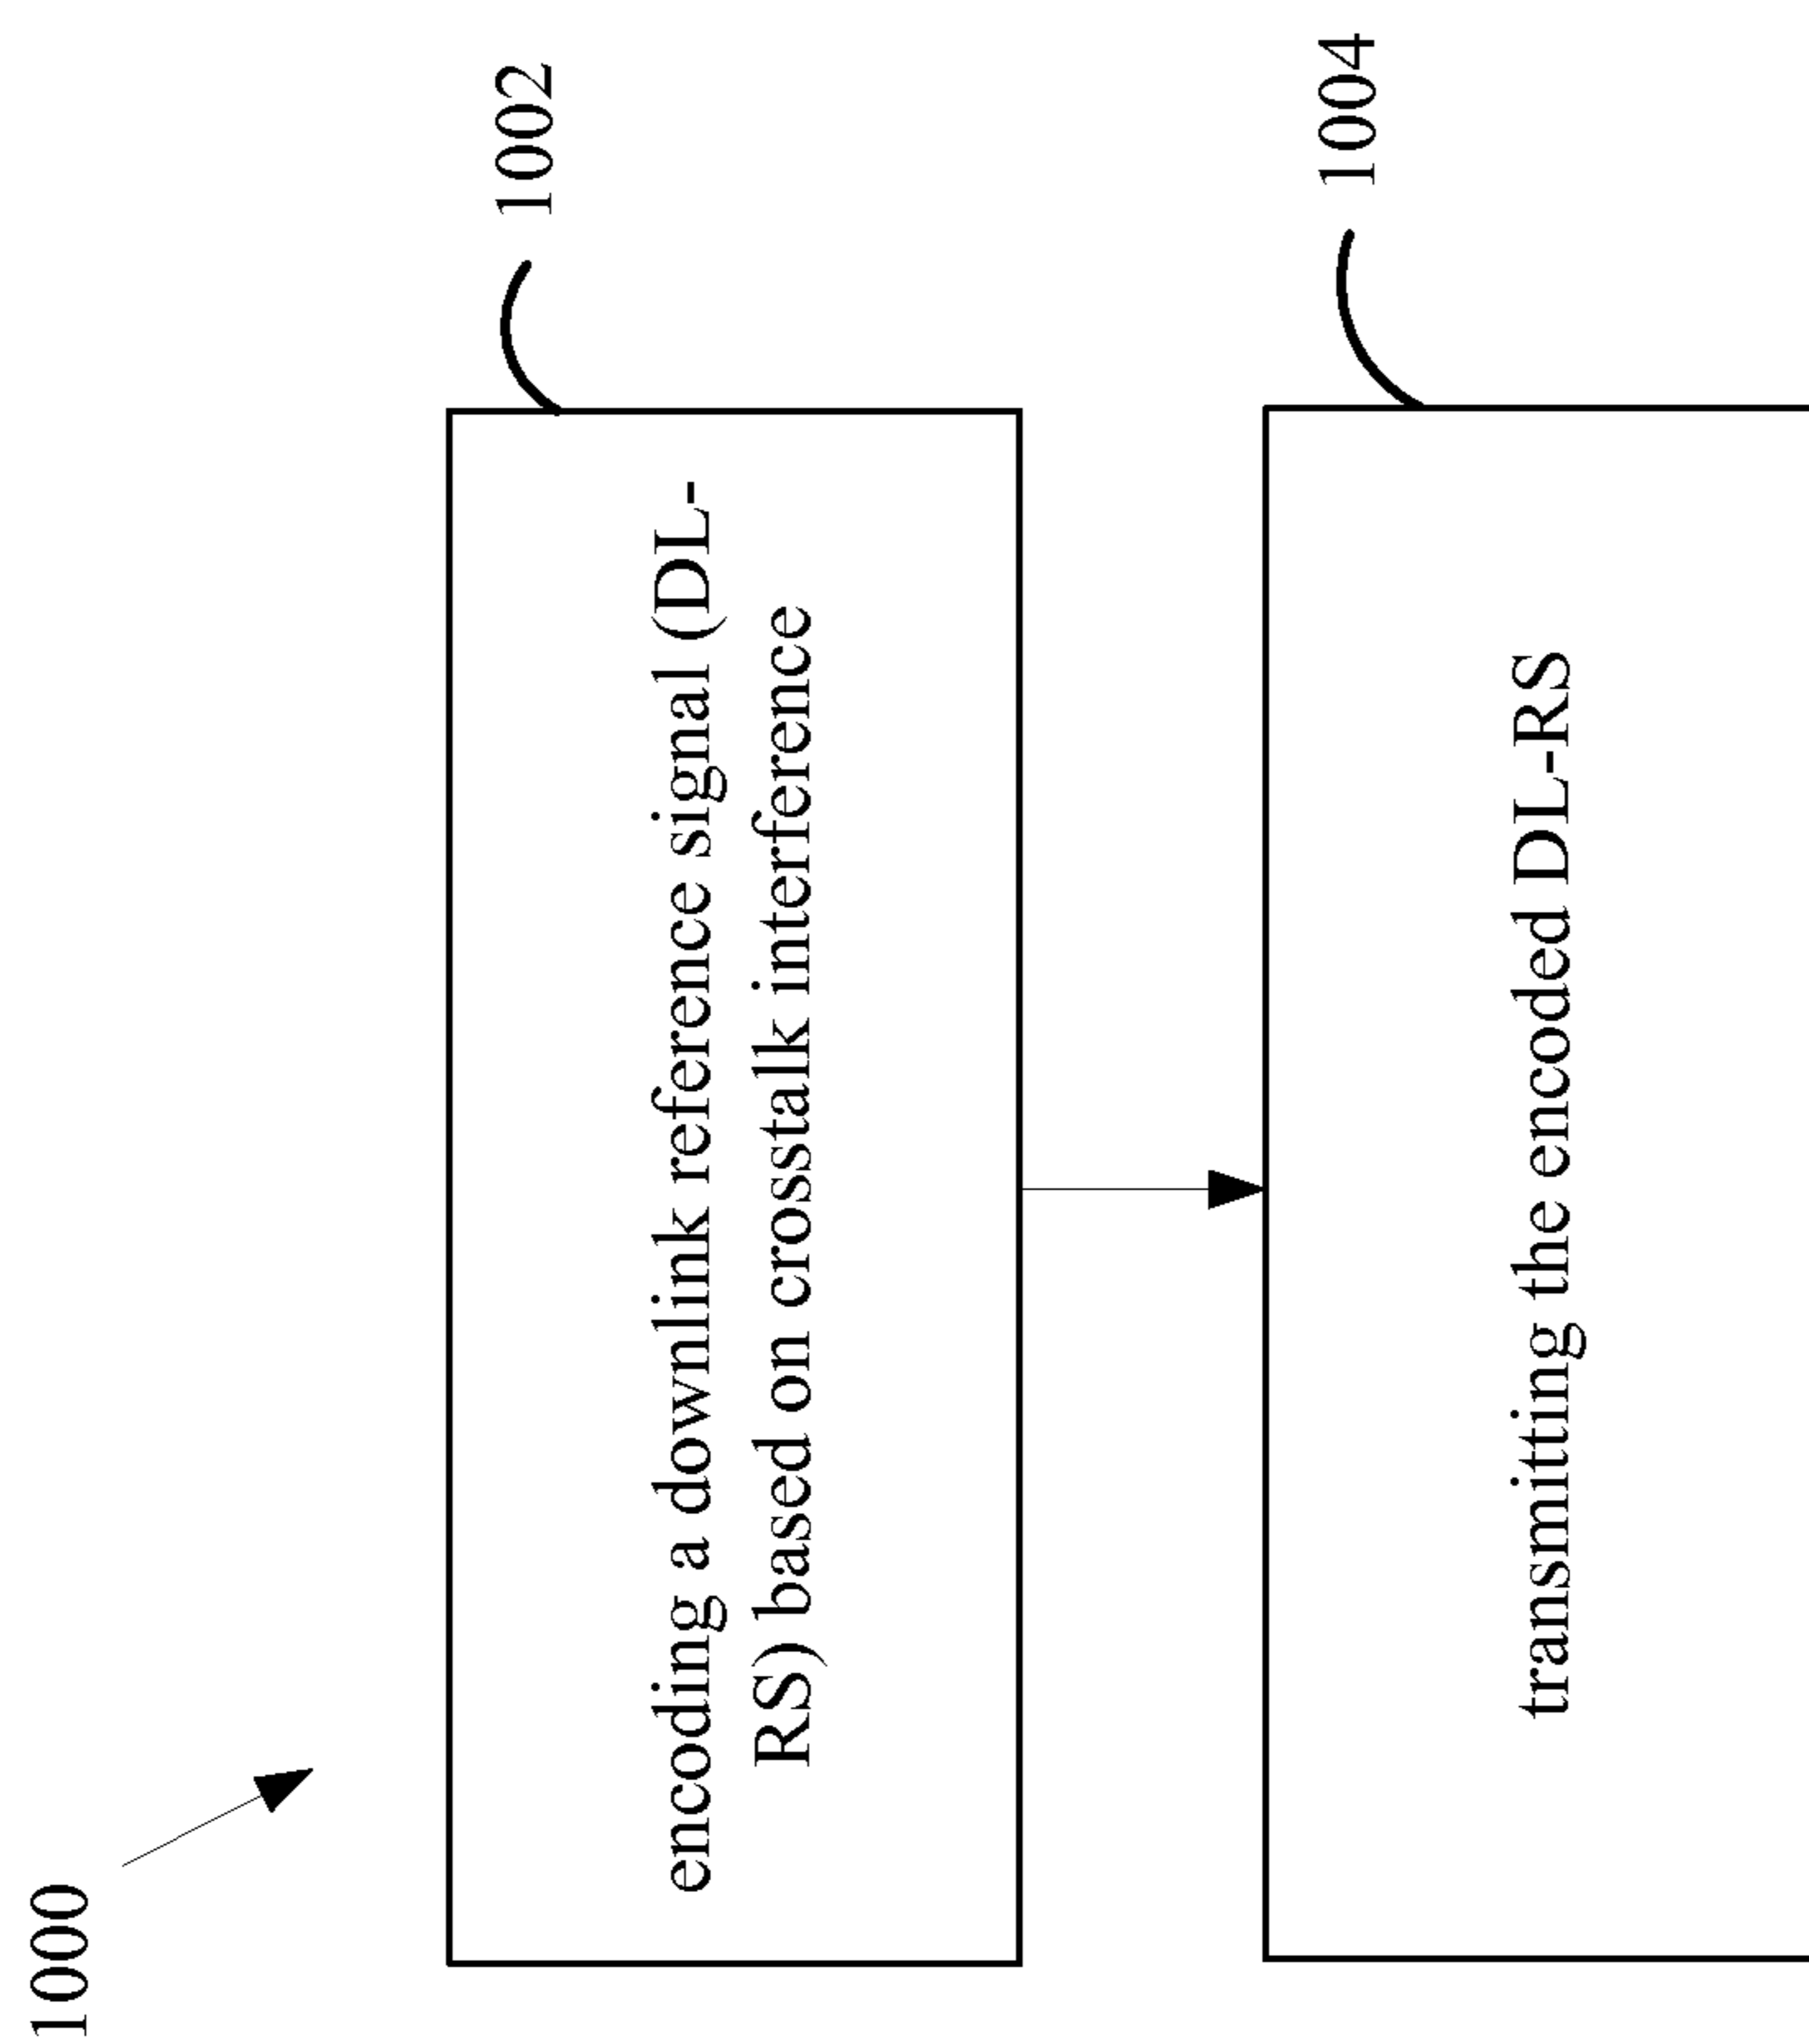 1000
1002
encoding a downlink reference signal (DL-
RS) based on crosstalk interference
1004
transmitting the encoded DL-RS